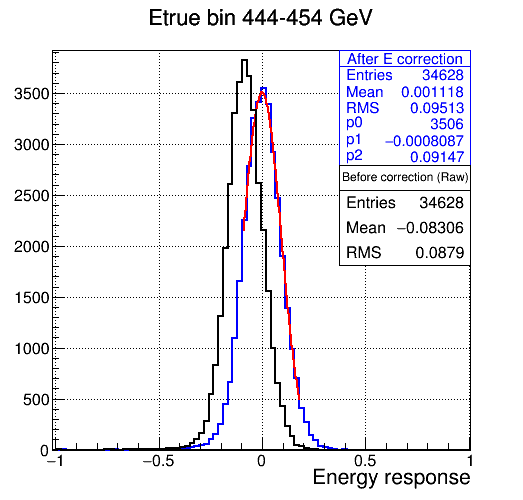 Etrue bin 444-454 GeV
After E correction
Entries 34628
Mean 0.001118
RMS 0.09513
p0 3506
p1 −0.0008087
p2 0.09147
Before correction (Raw)
Entries 34628
Mean −0.08306
RMS 0.0879
3500
3000
2500
2000
1500
1000
500
0
−1 −0.5 0 0.5 1
Energy response